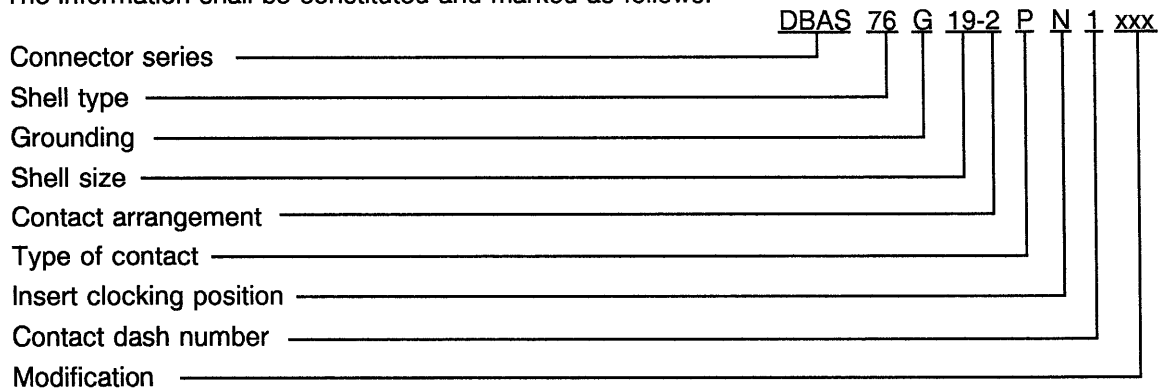 The information shall be constituted and marked as follows:
DBAS 76 G 19-2 P N 1 xxx
Connector series
Shell type
Grounding
Shell size
Contact arrangement
Type of contact
Insert clocking position
Contact dash number
Modification